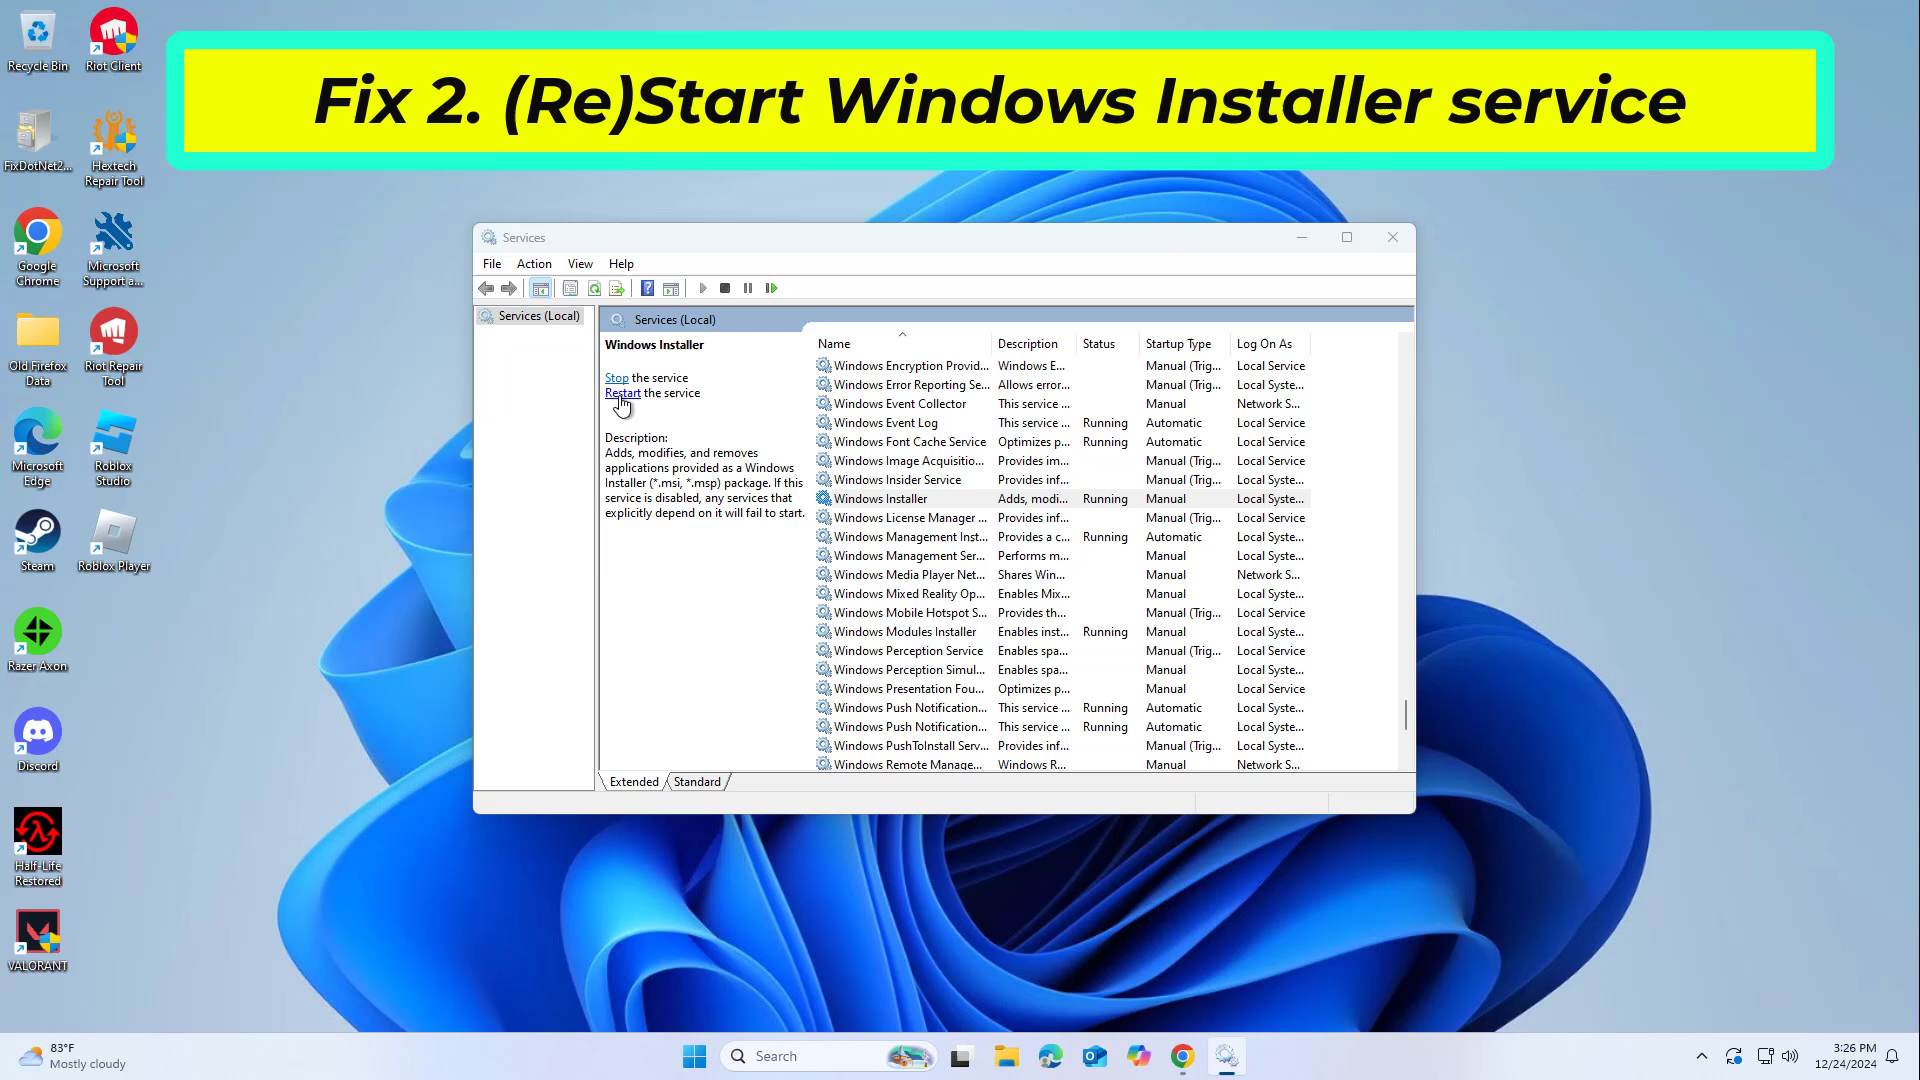 Fix 2. (Re)Start Windows Installer service
Recycle Bin
Riot Client
FixDotNet2...
Hextech
Repair Tool
Google
Chrome
Microsoft
Support a...
Old Firefox
Data
Riot Repair
Tool
Microsoft
Edge
Roblox
Studio
Steam
Roblox Player
Razer Axon
Discord
Half-Life
Restored
VALORANT
Services
File Action View Help
Services (Local)
Services (Local)
Windows Installer
Stop the service
Restart the service
Description:
Adds, modifies, and removes
applications provided as a Windows
Installer (*.msi, *.msp) package. If this
service is disabled, any services that
explicitly depend on it will fail to start.
Name Description Status Startup Type Log On As
Windows Encryption Provid... Windows E... Manual (Trig... Local Service
Windows Error Reporting Se... Allows error... Manual (Trig... Local Syste...
Windows Event Collector This service ... Manual Network S...
Windows Event Log This service ... Running Automatic Local Service
Windows Font Cache Service Optimizes p... Running Automatic Local Service
Windows Image Acquisitio... Provides im... Manual (Trig... Local Service
Windows Insider Service Provides inf... Manual (Trig... Local Syste...
Windows Installer Adds, modi... Running Manual Local Syste...
Windows License Manager ... Provides inf... Manual (Trig... Local Service
Windows Management Inst... Provides a c... Running Automatic Local Syste...
Windows Management Ser... Performs m... Manual Local Syste...
Windows Media Player Net... Shares Win... Manual Network S...
Windows Mixed Reality Op... Enables Mix... Manual Local Syste...
Windows Mobile Hotspot S... Provides th... Manual (Trig... Local Service
Windows Modules Installer Enables inst... Running Manual Local Syste...
Windows Perception Service Enables spa... Manual (Trig... Local Service
Windows Perception Simul... Enables spa... Manual Local Syste...
Windows Presentation Fou... Optimizes p... Manual Local Service
Windows Push Notification... This service ... Running Automatic Local Syste...
Windows Push Notification... This service ... Running Automatic Local Syste...
Windows PushToInstall Serv... Provides inf... Manual (Trig... Local Syste...
Windows Remote Manage... Windows R... Manual Network S...
Extended Standard
83°F
Mostly cloudy
Search
3:26 PM
12/24/2024